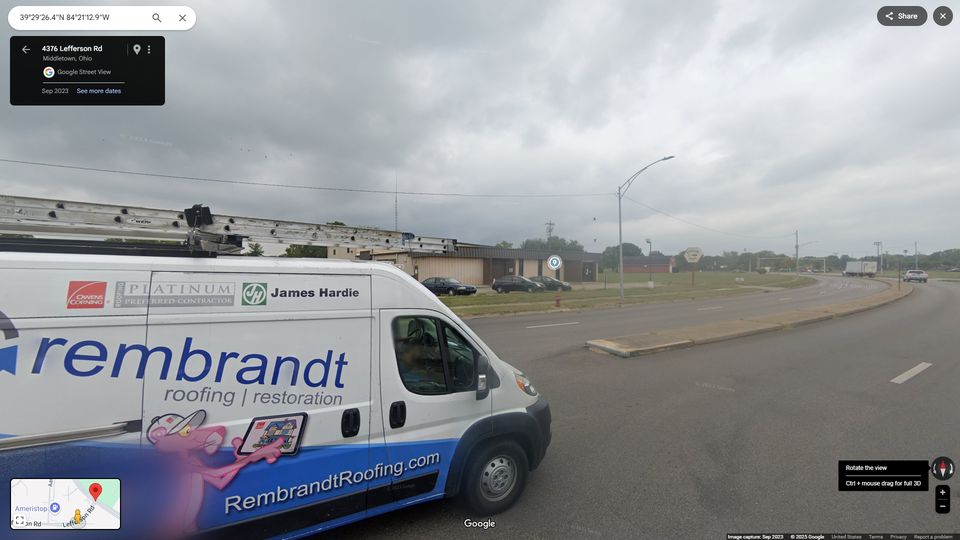 39°29'26.4"N 84°21'12.9"W
Share
4376 Lefferson Rd
Middletown, Ohio
Google Street View
Sep 2023 See more dates
OWENS CORNING
ROOFING
PLATINUM
PREFERRED CONTRACTOR
JH James Hardie
rembrandt
roofing | restoration
RembrandtRoofing.com
Rotate the view
Ctrl + mouse drag for full 3D
Ameristop
Lefferson Rd
Google
Image capture: Sep 2023 © 2025 Google United States Terms Privacy Report a problem